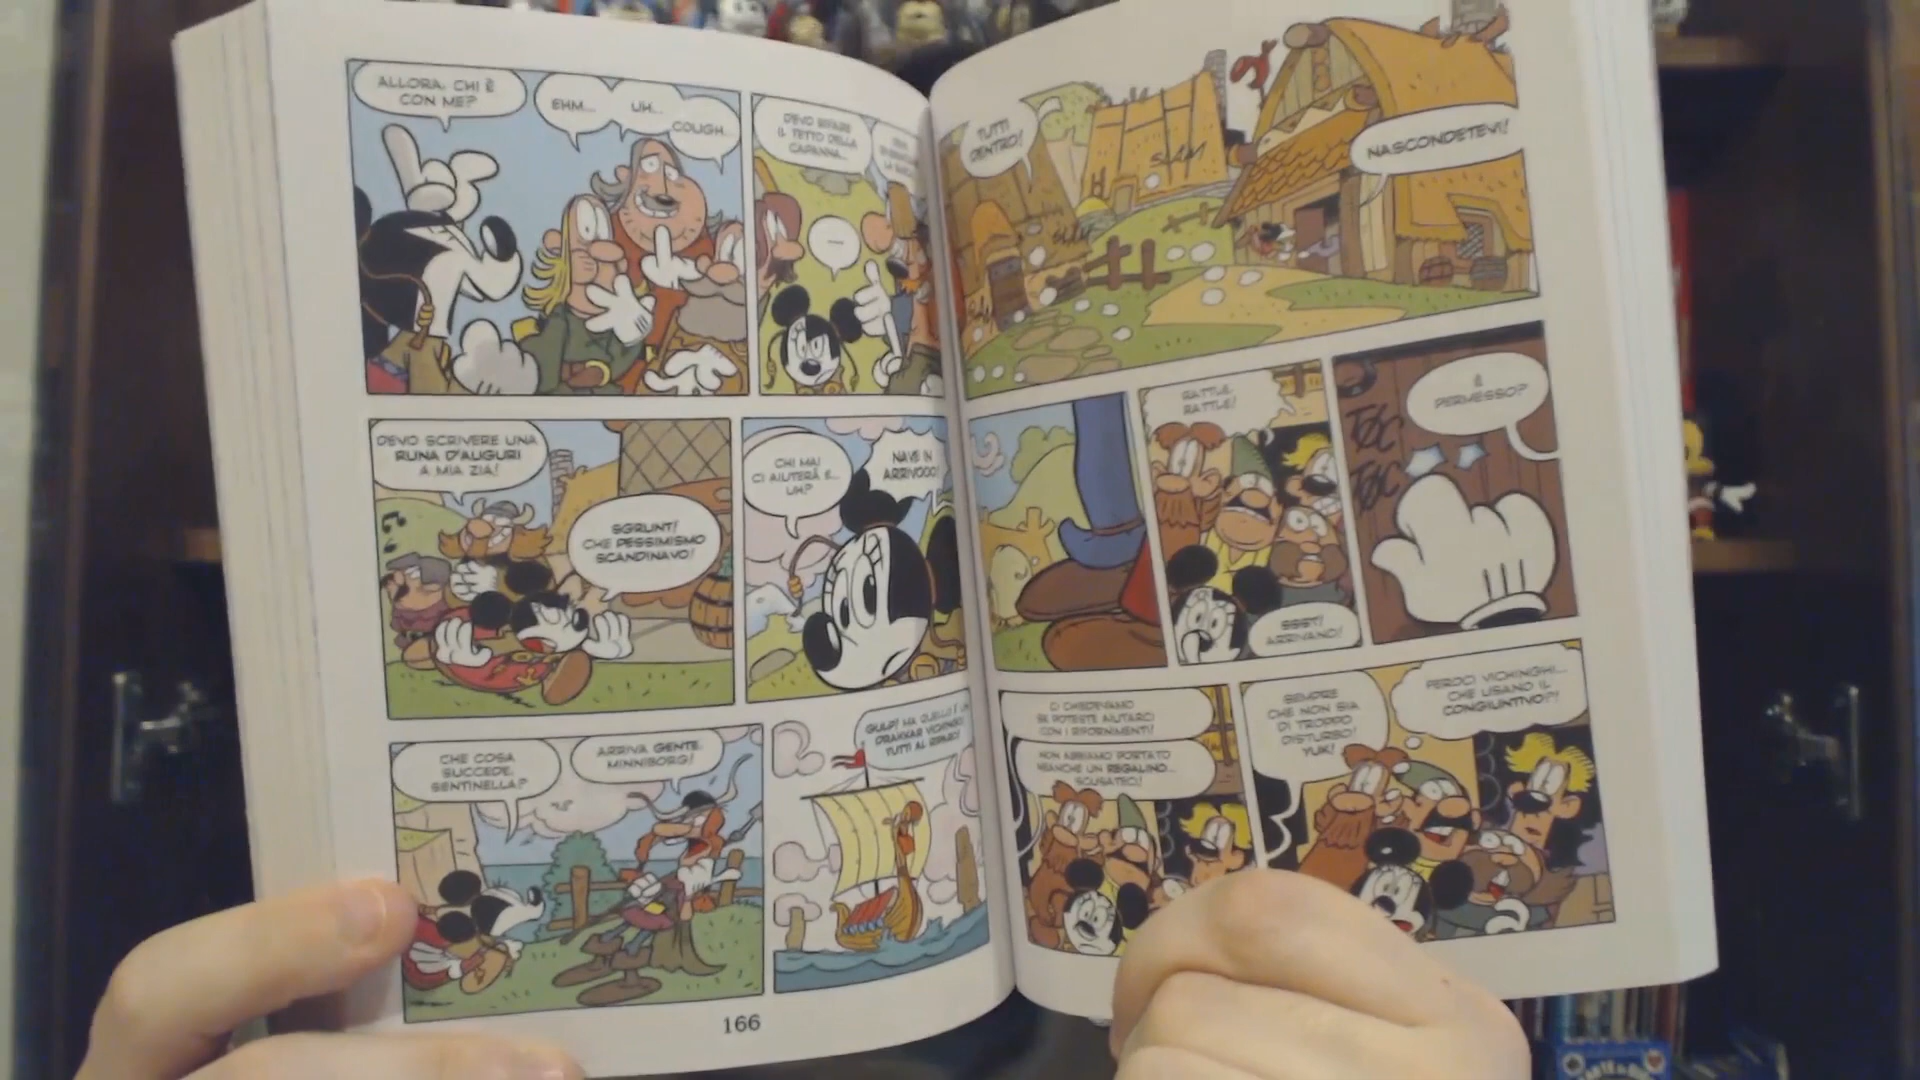 ALLORA, CHI È
CON ME?
EHM...
UH...
COUGH...
DEVO RIFARE
IL TETTO DELLA
CAPANNA...
DEVO SCRIVERE UNA
RUNA D'AUGURI
A MIA ZIA!
SGRUNT!
CHE PESSIMISMO
SCANDINAVO!
CHI MAI
CI AIUTERÀ E...
UH?
NAVE IN
ARRIVOOO!
CHE COSA
SUCCEDE,
SENTINELLA?
ARRIVA GENTE,
MINNIBORG!
GULP! MA QUELLO È UN
DRAKKAR VICHINGO!
TUTTI AL RIPARO!
166
TUTTI
DENTRO!
SLAM
NASCONDETEVI!
RATTLE,
RATTLE!
SSST!
ARRIVANO!
TOC
TOC
È
PERMESSO?
CI CHIEDEVAMO
SE POTESTE AIUTARCI
CON I RIFORNIMENTI!
NON ABBIAMO PORTATO
NEANCHE UN REGALINO...
SCUSATECI!
SEMPRE
CHE NON SIA
DI TROPPO
DISTURBO!
YUK!
FEROCI VICHINGHI...
CHE USANO IL
CONGIUNTIVO?!